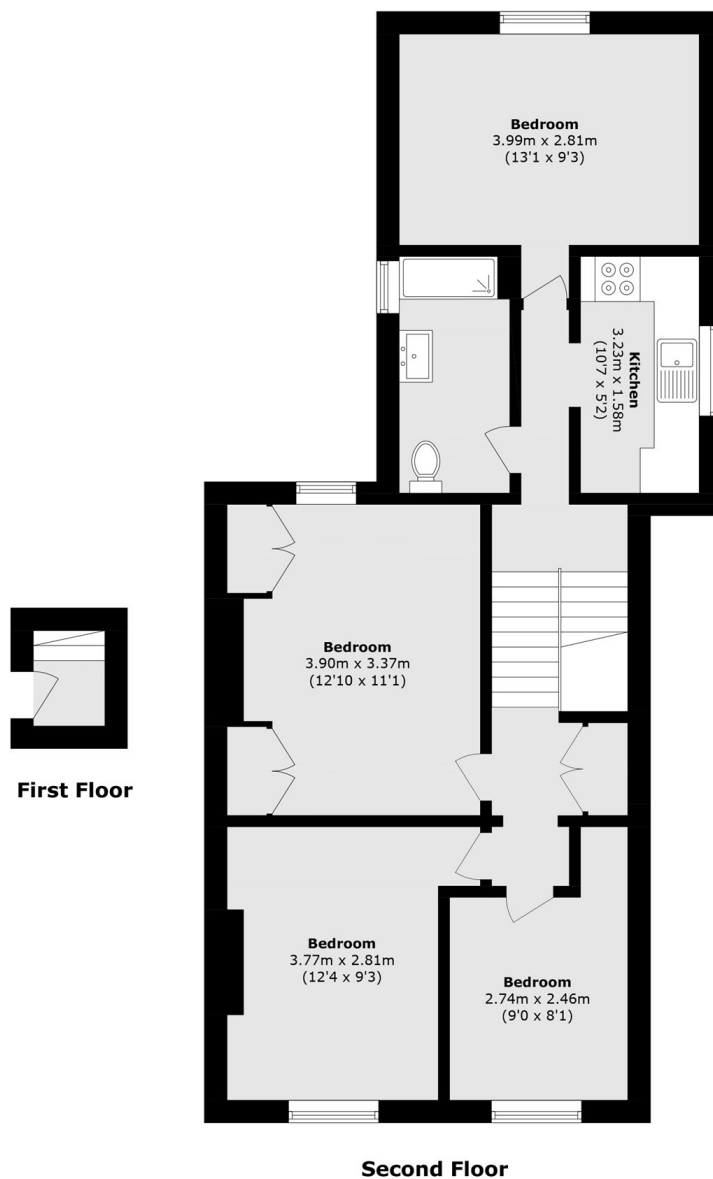 Bedroom
3.99m x 2.81m
(13'1 x 9'3)
Kitchen
3.23m x 1.58m
(10'7 x 5'2)
Bedroom
3.90m x 3.37m
(12'10 x 11'1)
First Floor
Bedroom
3.77m x 2.81m
(12'4 x 9'3)
Bedroom
2.74m x 2.46m
(9'0 x 8'1)
Second Floor